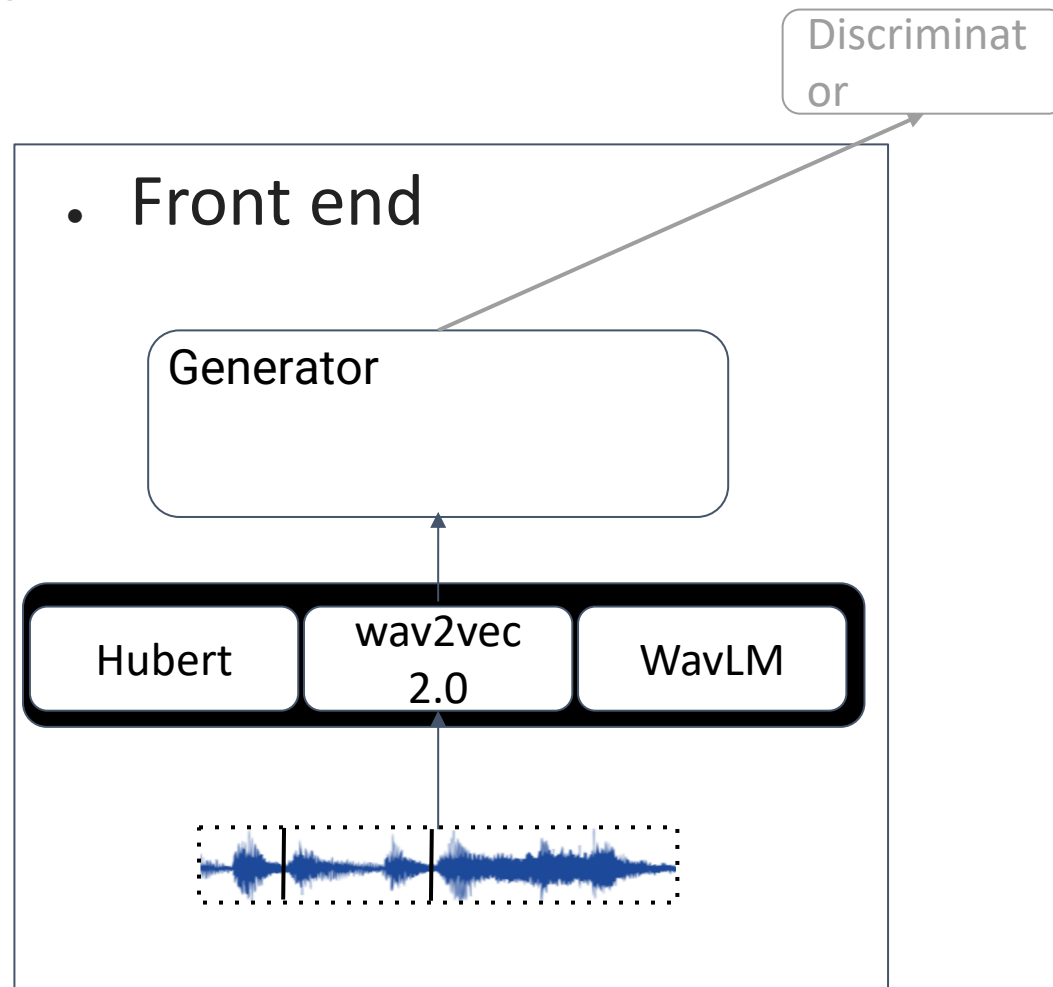 Discriminat
or
• Front end
Generator
Hubert
wav2vec
2.0
WavLM